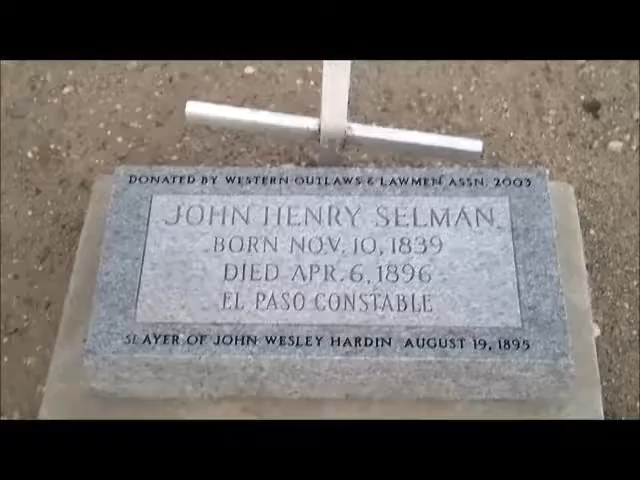 DONATED BY WESTERN OUTLAWS & LAWMEN ASSN. 2003
JOHN HENRY SELMAN
BORN NOV. 10, 1839
DIED APR. 6, 1896
EL PASO CONSTABLE
SLAYER OF JOHN WESLEY HARDIN AUGUST 19, 1895